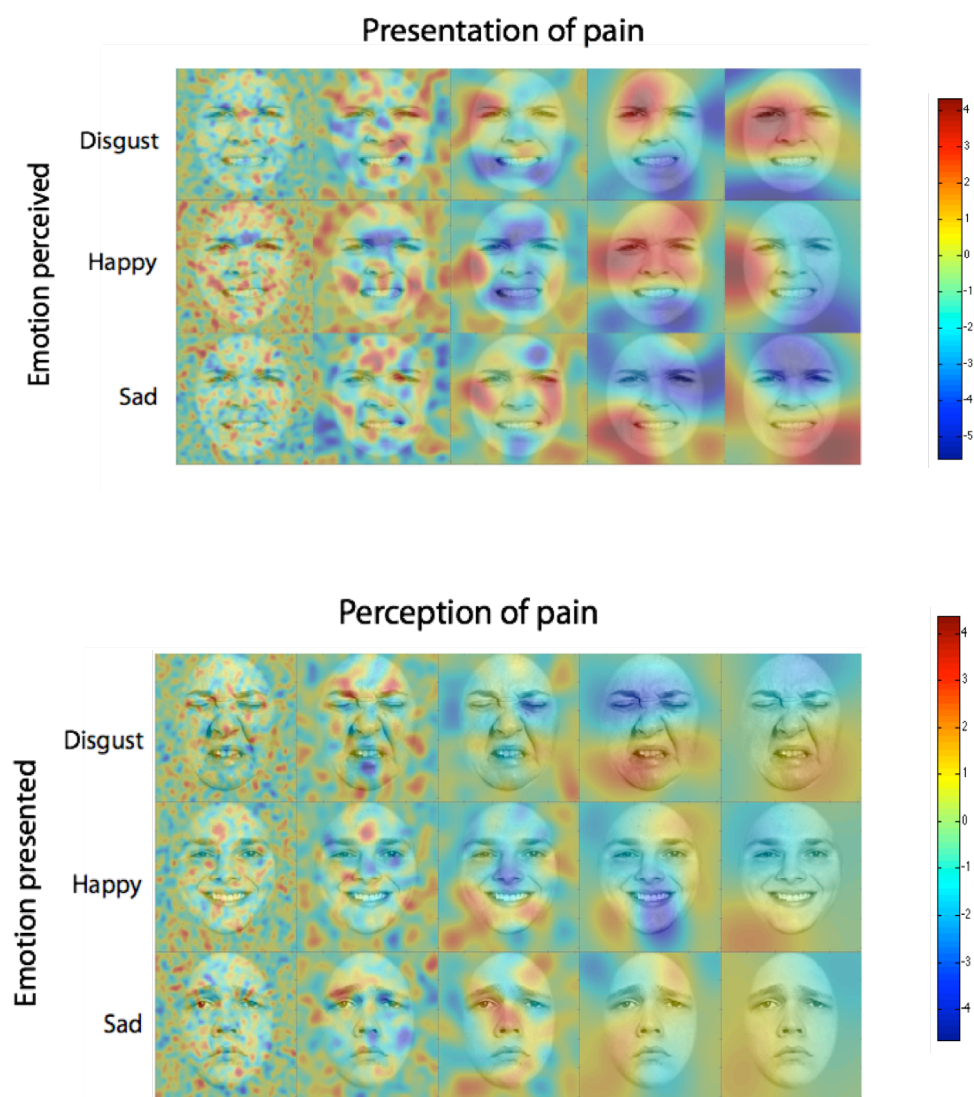 Presentation of pain
Emotion perceived
Disgust
Happy
Sad
4
3
2
1
0
-1
-2
-3
-4
-5
Perception of pain
Emotion presented
Disgust
Happy
Sad
4
3
2
1
0
-1
-2
-3
-4